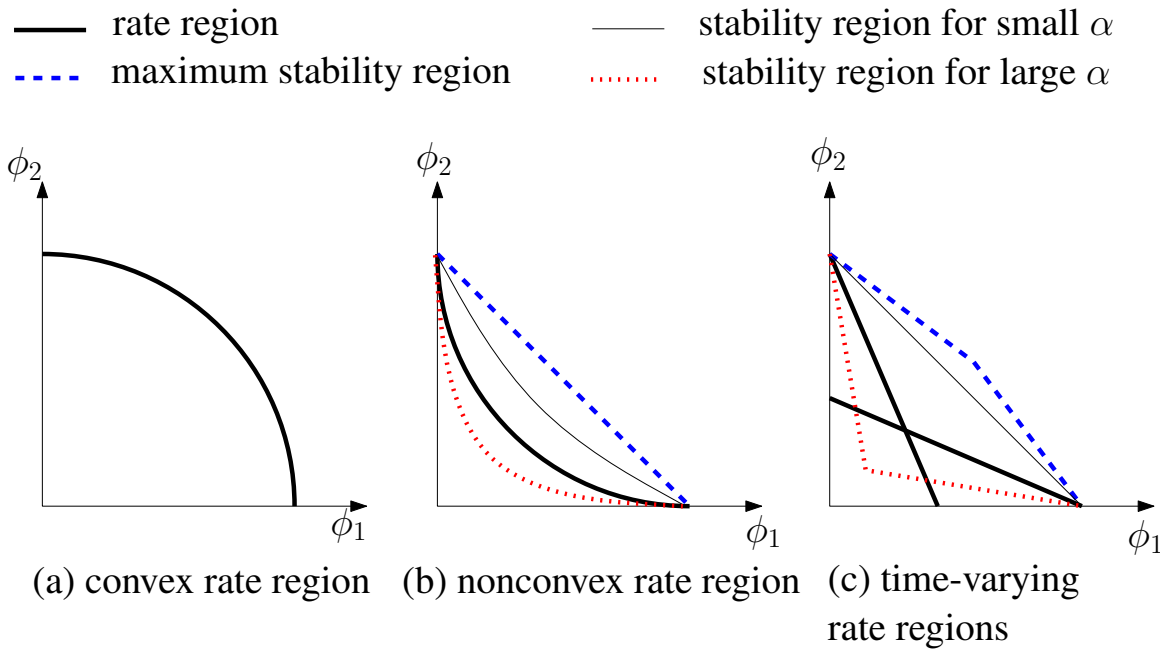 rate region
stability region for small α
maximum stability region
stability region for large α
ϕ2
ϕ2
ϕ2
ϕ1
ϕ1
ϕ1
(a) convex rate region
(b) nonconvex rate region
(c) time-varying
rate regions